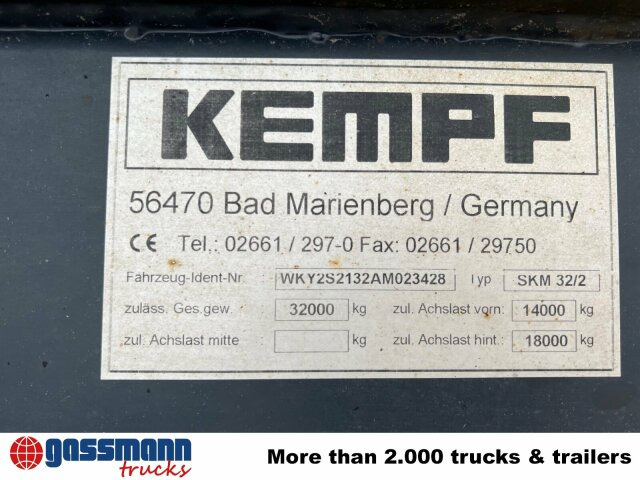 KEMPF
56470 Bad Marienberg / Germany
CE Tel.: 02661 / 297-0 Fax: 02661 / 29750
Fahrzeug-Ident-Nr. WKY2S2132AM023428 Typ SKM 32/2
zuläss. Ges.gew. 32000 kg zul. Achslast vorn: 14000 kg
zul. Achslast mitte kg zul. Achslast hint.: 18000 kg
gassmann trucks More than 2.000 trucks & trailers